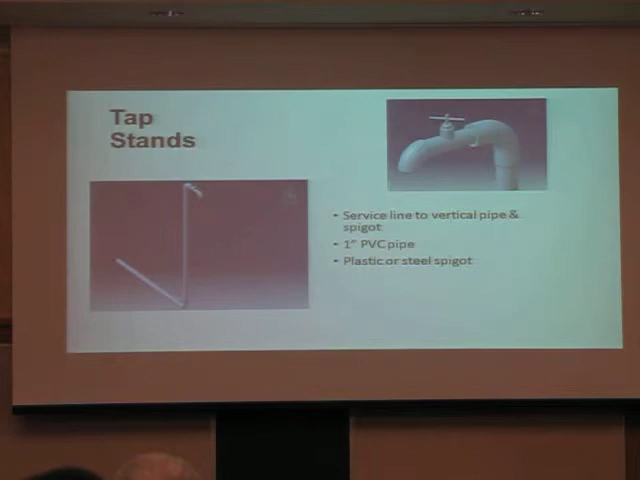 Tap
Stands
• Service line to vertical pipe &
spigot
• 1" PVC pipe
• Plastic or steel spigot